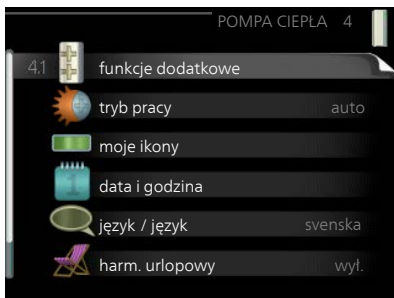 POMPA CIEPŁA 4
4.1 funkcje dodatkowe
tryb pracy auto
moje ikony
data i godzina
język / język svenska
harm. urlopowy wył.